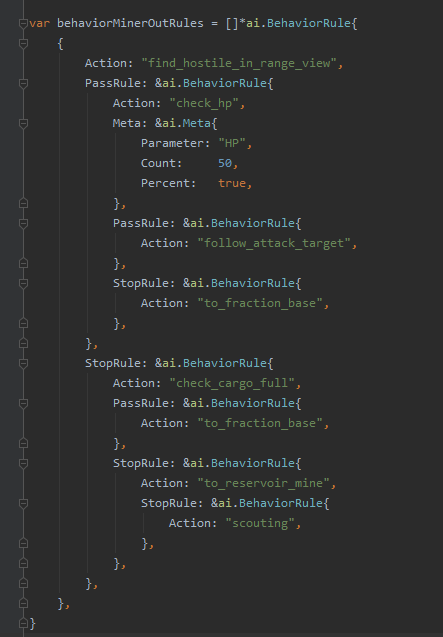 var behaviorMinerOutRules = []*ai.BehaviorRule{
    {
        Action: "find_hostile_in_range_view",
        PassRule: &ai.BehaviorRule{
            Action: "check_hp",
            Meta: &ai.Meta{
                Parameter: "HP",
                Count:     50,
                Percent:   true,
            },
            PassRule: &ai.BehaviorRule{
                Action: "follow_attack_target",
            },
            StopRule: &ai.BehaviorRule{
                Action: "to_fraction_base",
            },
        },
        StopRule: &ai.BehaviorRule{
            Action: "check_cargo_full",
            PassRule: &ai.BehaviorRule{
                Action: "to_fraction_base",
            },
            StopRule: &ai.BehaviorRule{
                Action: "to_reservoir_mine",
                StopRule: &ai.BehaviorRule{
                    Action: "scouting",
                },
            },
        },
    },
}